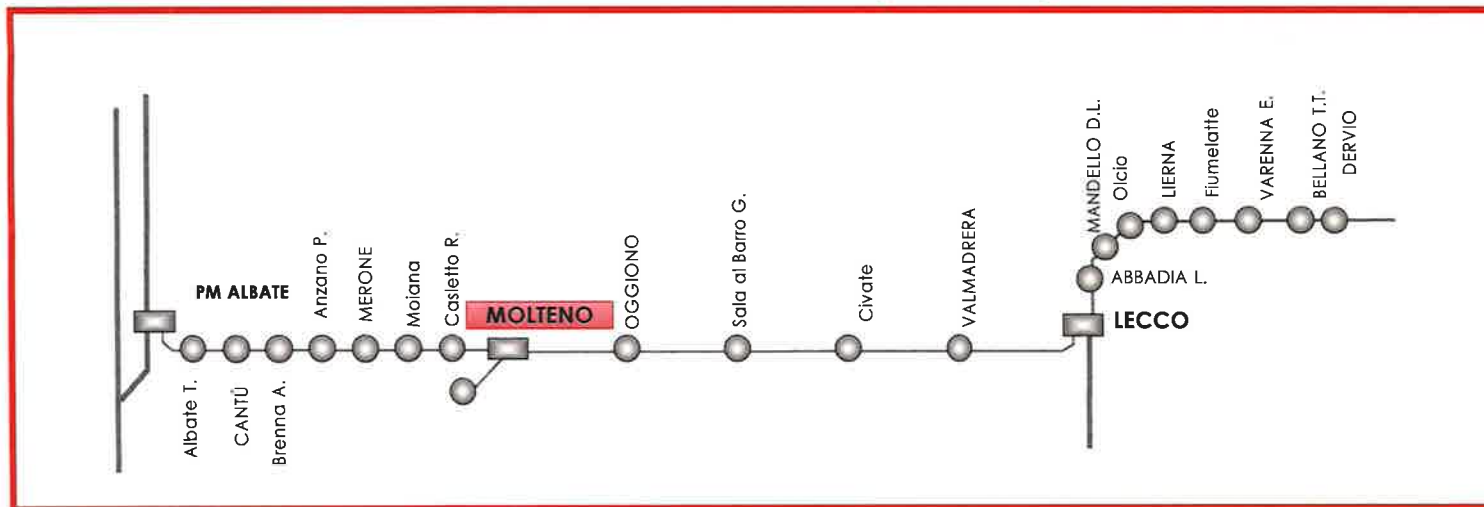 PM ALBATE
Albate T.
CANTÙ
Brenna A.
Anzano P.
MERONE
Moiana
Casletto R.
MOLTENO
OGGIONO
Sala al Barro G.
Civate
VALMADRERA
LECCO
ABBADIA L.
MANDELLO D.L.
Olcio
LIERNA
Fiumelatte
VARENNA E.
BELLANO T.T.
DERVIO